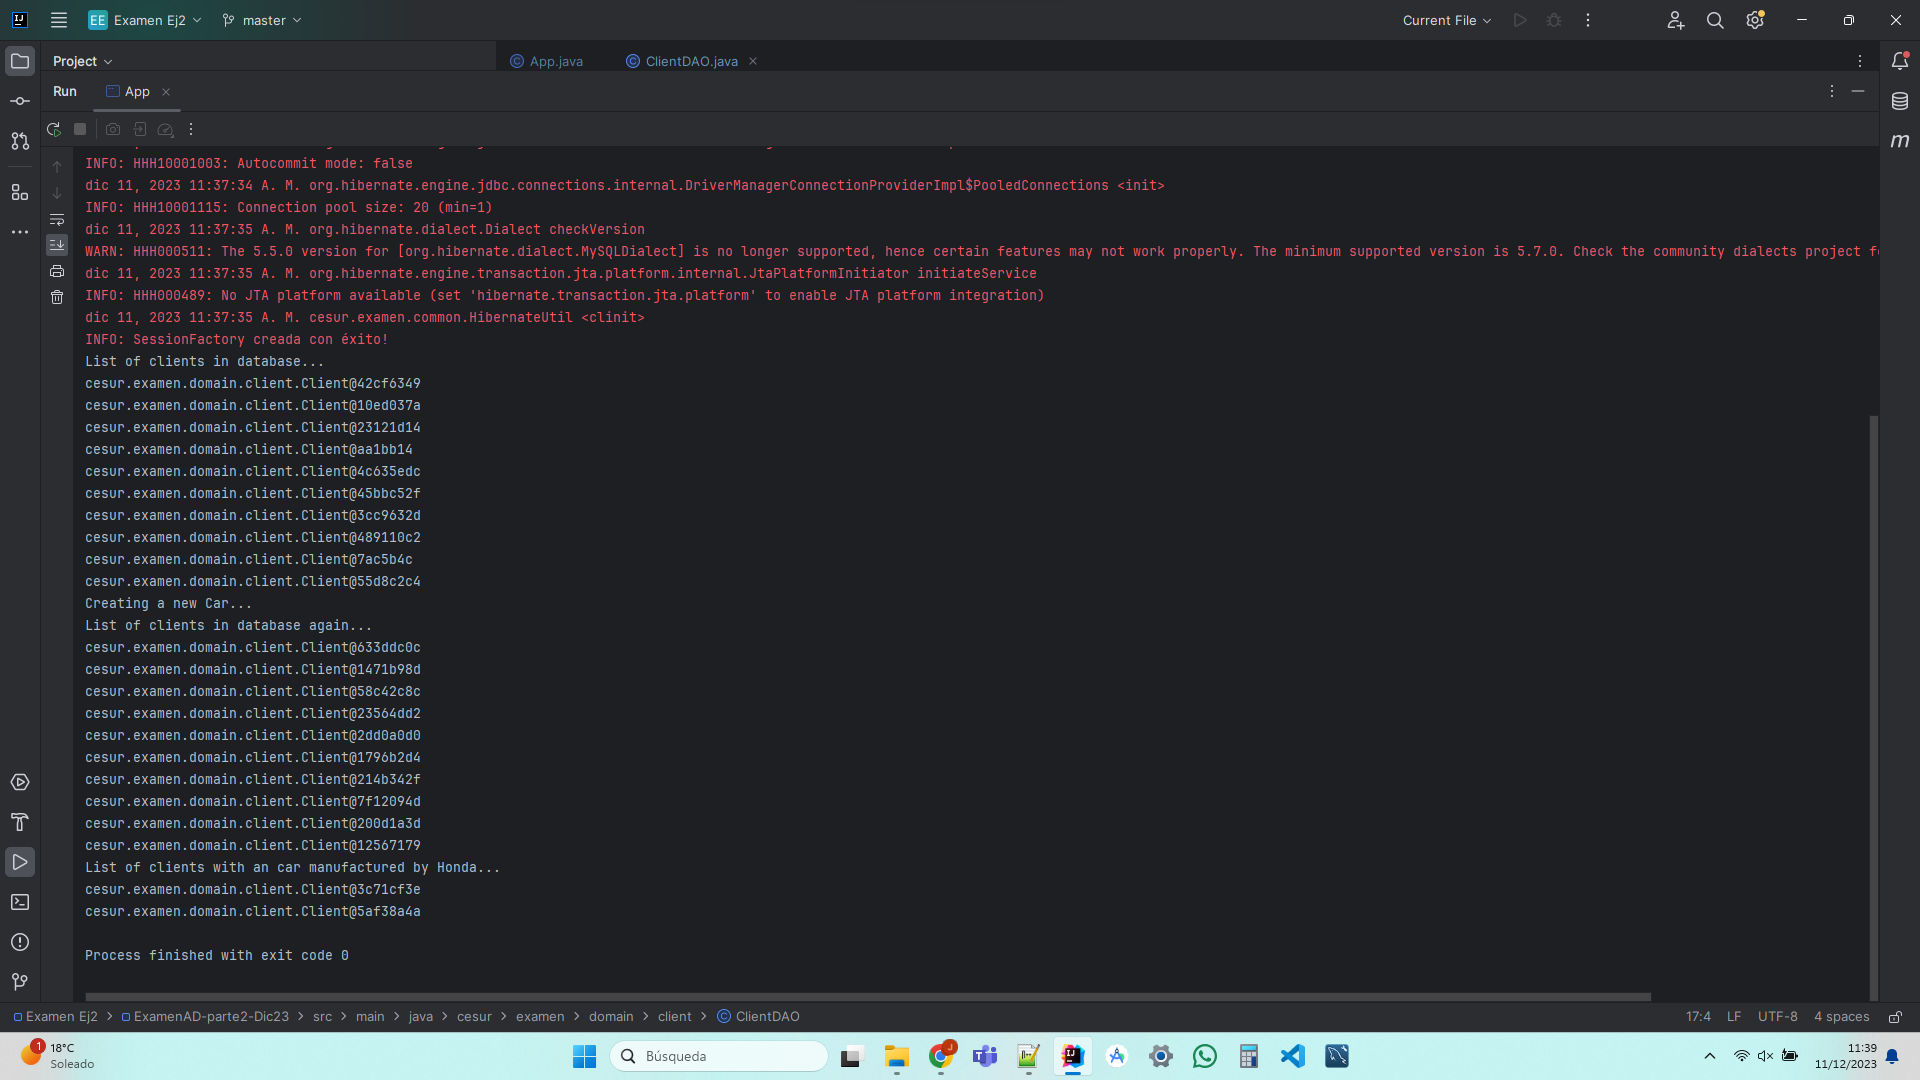 EE Examen Ej2
master
Current File
Project
App.java
ClientDAO.java
Run
App
INFO: HHH10001003: Autocommit mode: false
dic 11, 2023 11:37:34 A. M. org.hibernate.engine.jdbc.connections.internal.DriverManagerConnectionProviderImpl$PooledConnections <init>
INFO: HHH10001115: Connection pool size: 20 (min=1)
dic 11, 2023 11:37:35 A. M. org.hibernate.dialect.Dialect checkVersion
WARN: HHH000511: The 5.5.0 version for [org.hibernate.dialect.MySQLDialect] is no longer supported, hence certain features may not work properly. The minimum supported version is 5.7.0. Check the community dialects project
dic 11, 2023 11:37:35 A. M. org.hibernate.engine.transaction.jta.platform.internal.JtaPlatformInitiator initiateService
INFO: HHH000489: No JTA platform available (set 'hibernate.transaction.jta.platform' to enable JTA platform integration)
dic 11, 2023 11:37:35 A. M. cesur.examen.common.HibernateUtil <clinit>
INFO: SessionFactory creada con éxito!
List of clients in database...
cesur.examen.domain.client.Client@42cf6349
cesur.examen.domain.client.Client@10ed037a
cesur.examen.domain.client.Client@23121d14
cesur.examen.domain.client.Client@aa1bb14
cesur.examen.domain.client.Client@4c635edc
cesur.examen.domain.client.Client@45bbc52f
cesur.examen.domain.client.Client@3cc9632d
cesur.examen.domain.client.Client@489110c2
cesur.examen.domain.client.Client@7ac5b4c
cesur.examen.domain.client.Client@55d8c2c4
Creating a new Car...
List of clients in database again...
cesur.examen.domain.client.Client@633ddc0c
cesur.examen.domain.client.Client@1471b98d
cesur.examen.domain.client.Client@58c42c8c
cesur.examen.domain.client.Client@23564dd2
cesur.examen.domain.client.Client@2dd0a0d0
cesur.examen.domain.client.Client@1796b2d4
cesur.examen.domain.client.Client@214b342f
cesur.examen.domain.client.Client@7f12094d
cesur.examen.domain.client.Client@200d1a3d
cesur.examen.domain.client.Client@12567179
List of clients with an car manufactured by Honda...
cesur.examen.domain.client.Client@3c71cf3e
cesur.examen.domain.client.Client@5af38a4a
Process finished with exit code 0
Examen Ej2 > ExamenAD-parte2-Dic23 > src > main > java > cesur > examen > domain > client > ClientDAO
17:4 LF UTF-8 4 spaces
1
18°C
Soleado
Búsqueda
11:39
11/12/2023